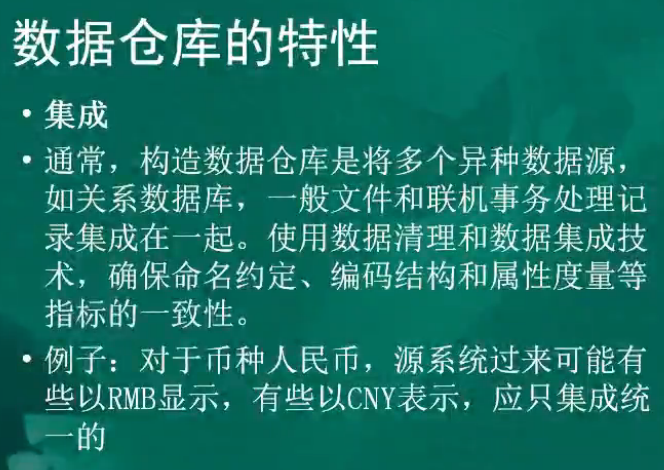 数据仓库的特性
• 集成
• 通常，构造数据仓库是将多个异种数据源，
如关系数据库，一般文件和联机事务处理记
录集成在一起。使用数据清理和数据集成技
术，确保命名约定、编码结构和属性度量等
指标的一致性。
• 例子：对于币种人民币，源系统过来可能有
些以RMB显示，有些以CNY表示，应只集成统
一的